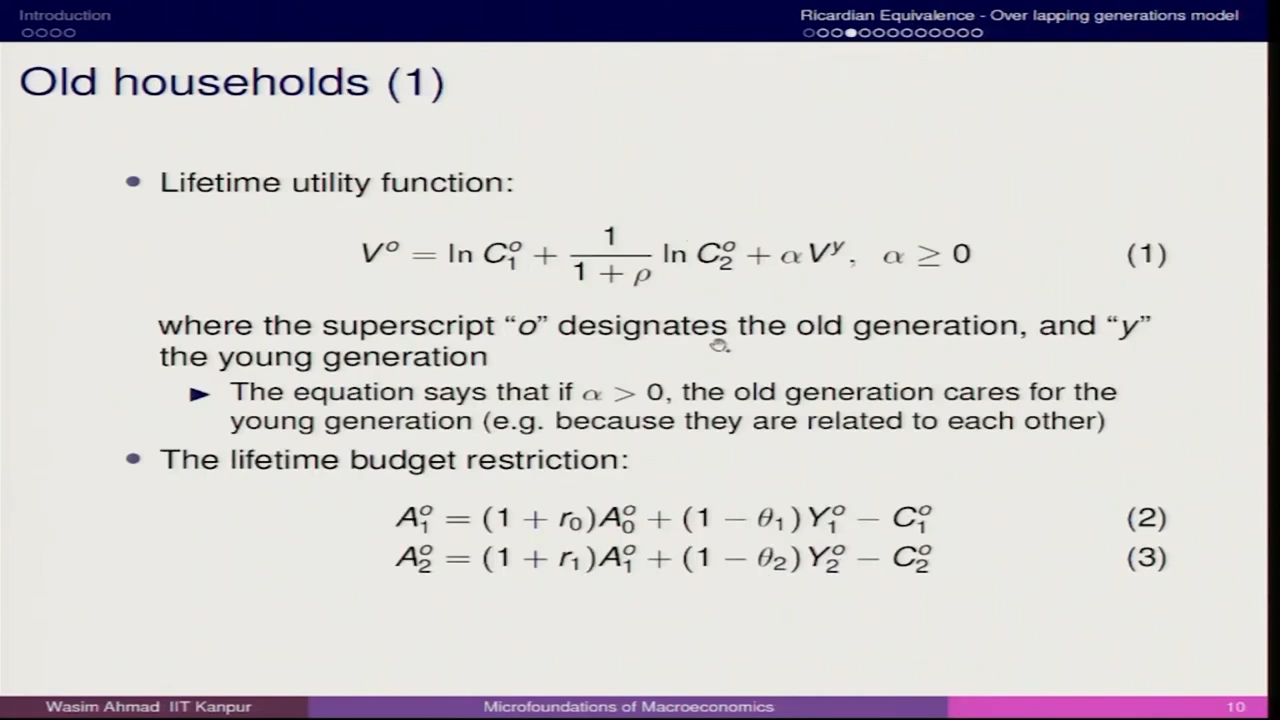 Introduction
Ricardian Equivalence - Over lapping generations model
Old households (1)
• Lifetime utility function:
V^o = ln C_1^o + \frac{1}{1 + ρ} ln C_2^o + αV^y, α ≥ 0 (1)
where the superscript “o” designates the old generation, and “y”
the young generation
► The equation says that if α > 0, the old generation cares for the
young generation (e.g. because they are related to each other)
• The lifetime budget restriction:
A_1^o = (1 + r_0)A_0^o + (1 − θ_1)Y_1^o − C_1^o (2)
A_2^o = (1 + r_1)A_1^o + (1 − θ_2)Y_2^o − C_2^o (3)
Wasim Ahmad IIT Kanpur
Microfoundations of Macroeconomics
10